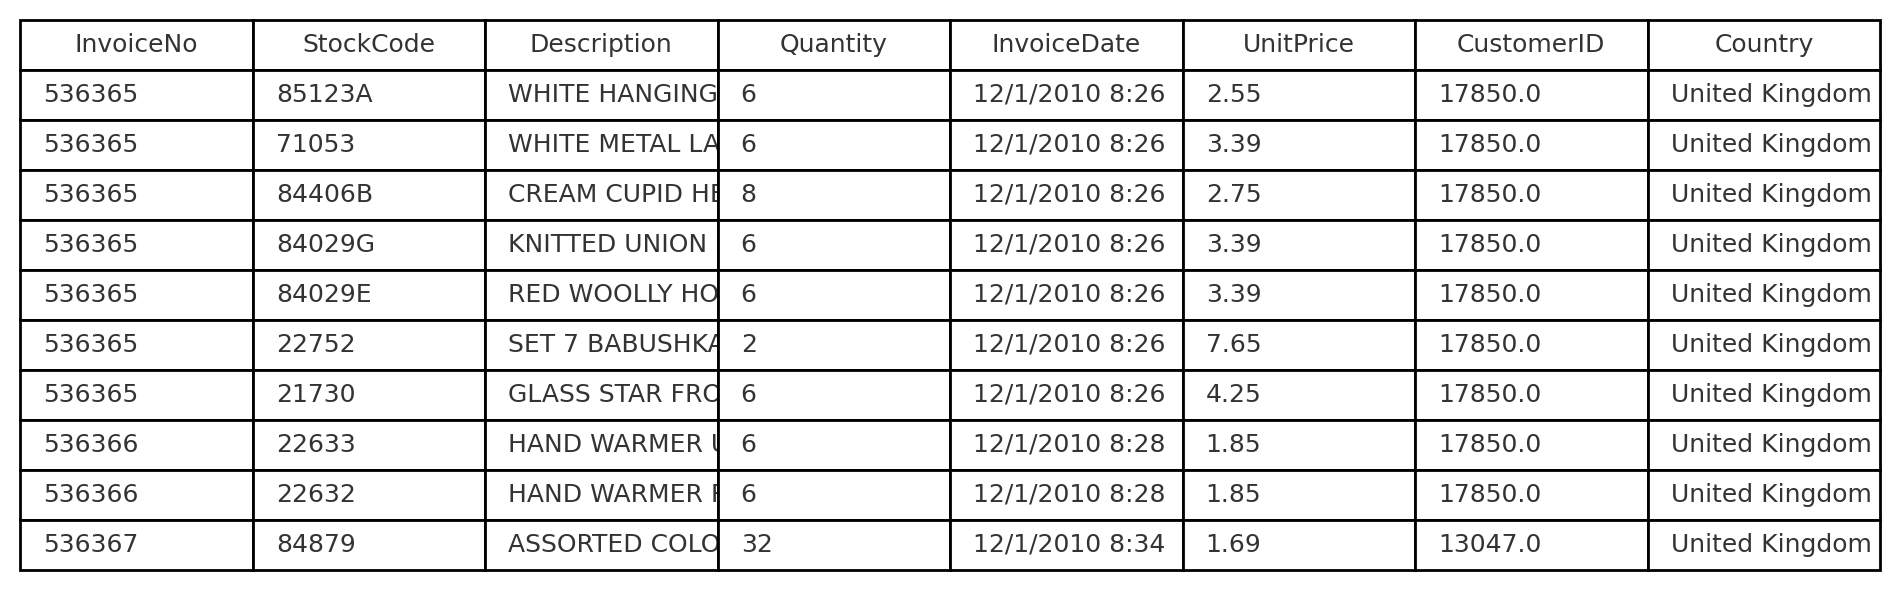 InvoiceNo StockCode Description Quantity InvoiceDate UnitPrice CustomerID Country
536365 85123A WHITE HANGING 6 12/1/2010 8:26 2.55 17850.0 United Kingdom
536365 71053 WHITE METAL LA 6 12/1/2010 8:26 3.39 17850.0 United Kingdom
536365 84406B CREAM CUPID HE 8 12/1/2010 8:26 2.75 17850.0 United Kingdom
536365 84029G KNITTED UNION 6 12/1/2010 8:26 3.39 17850.0 United Kingdom
536365 84029E RED WOOLLY HO 6 12/1/2010 8:26 3.39 17850.0 United Kingdom
536365 22752 SET 7 BABUSHKA 2 12/1/2010 8:26 7.65 17850.0 United Kingdom
536365 21730 GLASS STAR FRO 6 12/1/2010 8:26 4.25 17850.0 United Kingdom
536366 22633 HAND WARMER 6 12/1/2010 8:28 1.85 17850.0 United Kingdom
536366 22632 HAND WARMER 6 12/1/2010 8:28 1.85 17850.0 United Kingdom
536367 84879 ASSORTED COLO 32 12/1/2010 8:34 1.69 13047.0 United Kingdom